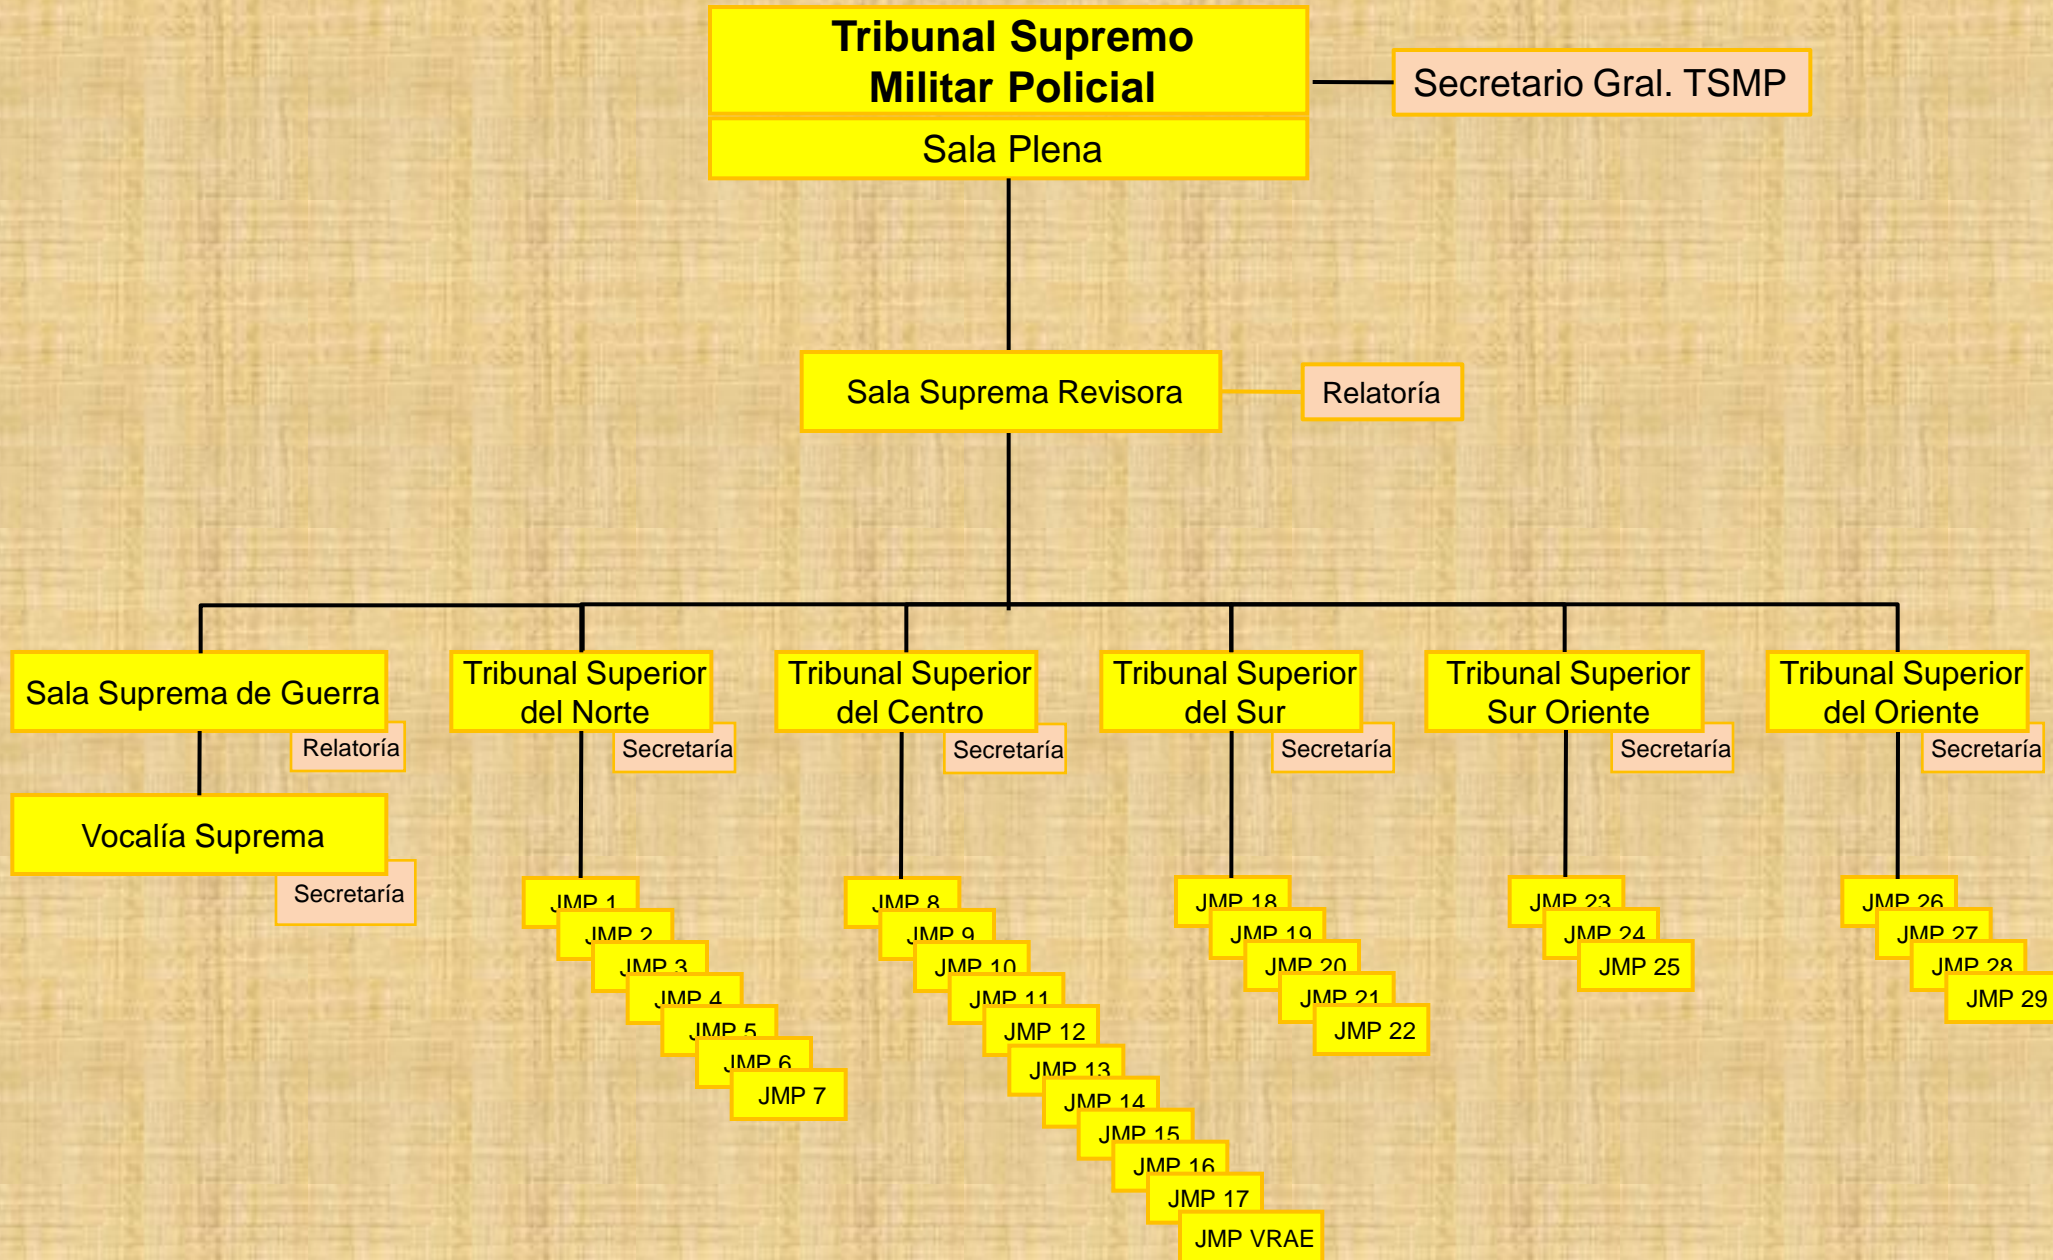 Tribunal Supremo
Militar Policial
Secretario Gral. TSMP
Sala Plena
Sala Suprema Revisora
Relatoría
Sala Suprema de Guerra
Relatoría
Vocalía Suprema
Secretaría
Tribunal Superior
del Norte
Secretaría
JMP 1
JMP 2
JMP 3
JMP 4
JMP 5
JMP 6
JMP 7
Tribunal Superior
del Centro
Secretaría
JMP 8
JMP 9
JMP 10
JMP 11
JMP 12
JMP 13
JMP 14
JMP 15
JMP 16
JMP 17
JMP VRAE
Tribunal Superior
del Sur
Secretaría
JMP 18
JMP 19
JMP 20
JMP 21
JMP 22
Tribunal Superior
Sur Oriente
Secretaría
JMP 23
JMP 24
JMP 25
Tribunal Superior
del Oriente
Secretaría
JMP 26
JMP 27
JMP 28
JMP 29